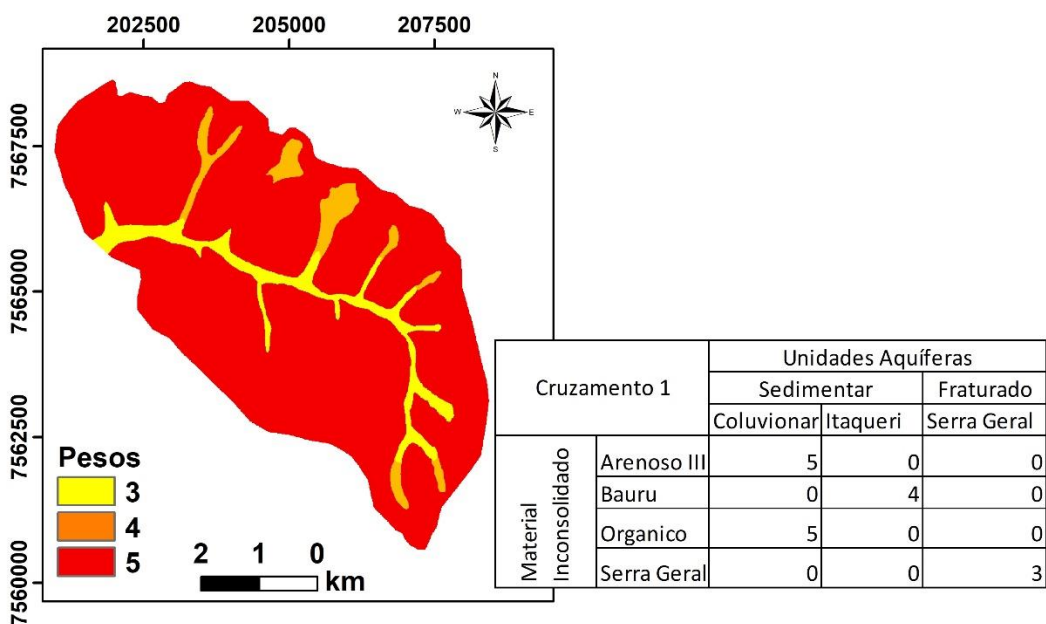 202500 205000 207500
7567500
7565000
7562500
7560000
N
W E
S
Pesos
3
4
5
2 1 0
km
Cruzamento 1
Unidades Aquíferas
Sedimentar Fraturado
Coluvionar Itaqueri Serra Geral
Material
Inconsolidado
Arenoso III 5 0 0
Bauru 0 4 0
Organico 5 0 0
Serra Geral 0 0 3